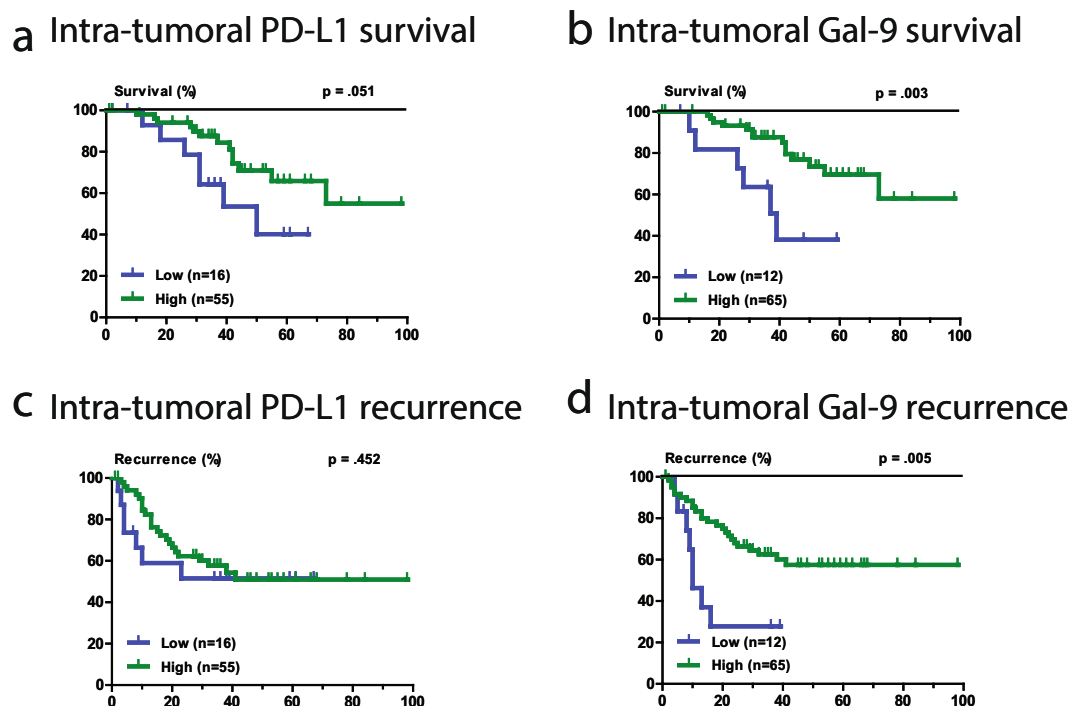 a Intra-tumoral PD-L1 survival
Survival (%) p = .051
100
80
60
40
20
0
Low (n=16)
High (n=55)
0 20 40 60 80 100
b Intra-tumoral Gal-9 survival
Survival (%) p = .003
100
80
60
40
20
0
Low (n=12)
High (n=65)
0 20 40 60 80 100
c Intra-tumoral PD-L1 recurrence
Recurrence (%) p = .452
100
80
60
40
20
0
Low (n=16)
High (n=55)
0 20 40 60 80 100
d Intra-tumoral Gal-9 recurrence
Recurrence (%) p = .005
100
80
60
40
20
0
Low (n=12)
High (n=65)
0 20 40 60 80 100